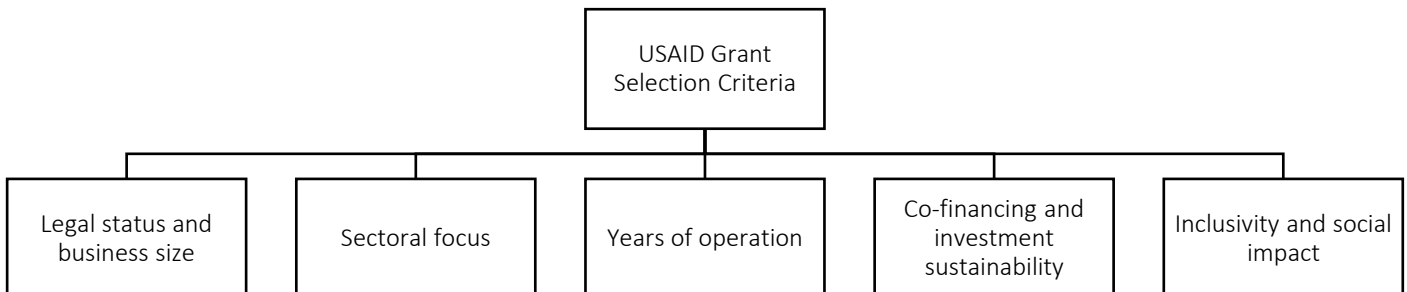 USAID Grant
Selection Criteria
Legal status and
business size
Sectoral focus
Years of operation
Co-financing and
investment
sustainability
Inclusivity and social
impact